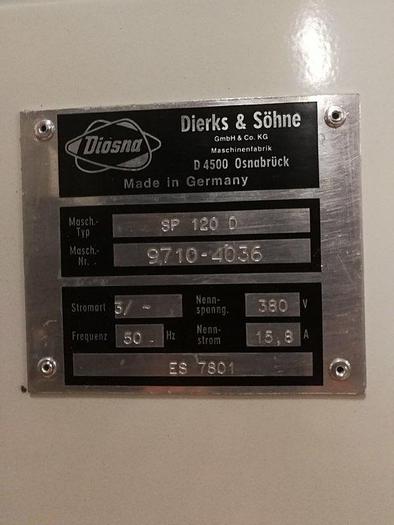 Diosna
Dierks & Söhne
GmbH & Co. KG
Maschinenfabrik
D 4500 Osnabrück
Made in Germany
Masch.-Typ SP 120 D
Masch.-Nr. 9710-4036
Stromart 3/~ Nenn-spanng. 380 V
Frequenz 50 Hz Nenn-strom 15,8 A
ES 7801